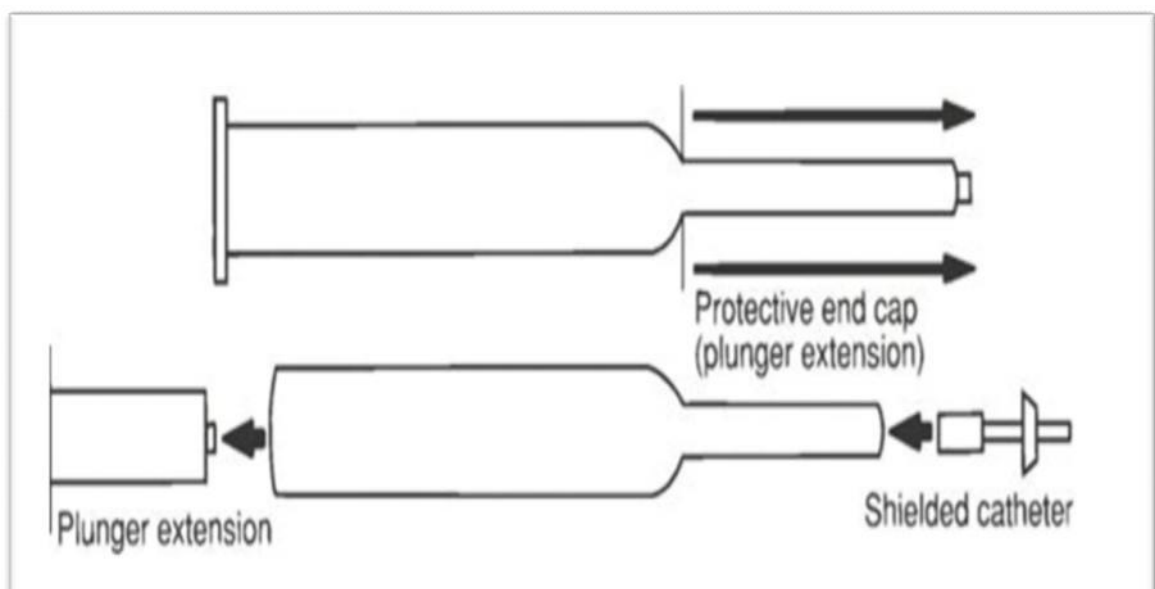 Protective end cap
(plunger extension)
Plunger extension
Shielded catheter